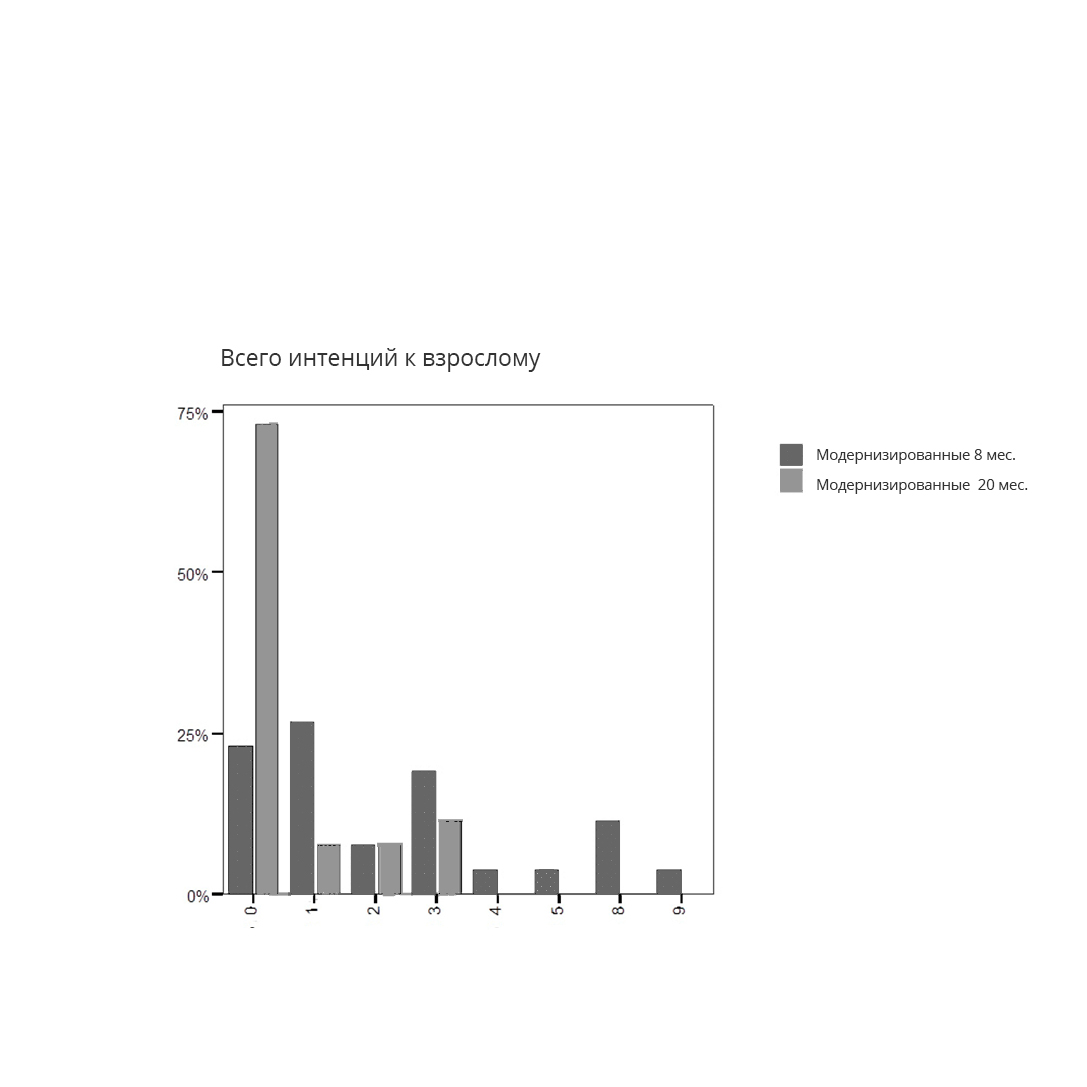 Всего интенций к взрослому
75%
Модернизированные 8 мес.
Модернизированные 20 мес.
50%
25%
0%
0 1 2 3 4 5 8 9